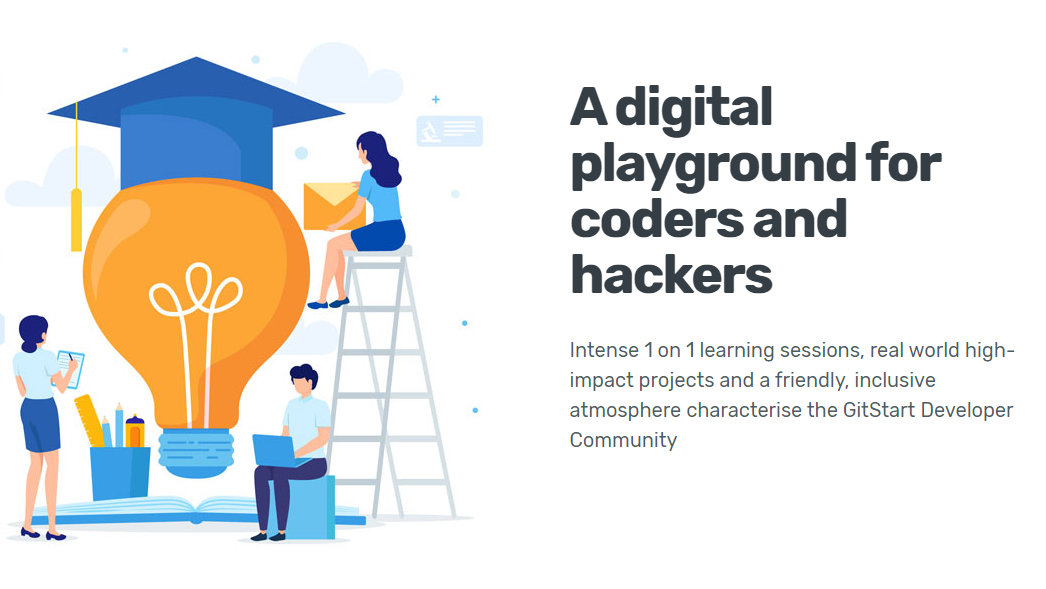 A digital
playground for
coders and
hackers
Intense 1 on 1 learning sessions, real world high-
impact projects and a friendly, inclusive
atmosphere characterise the GitStart Developer
Community